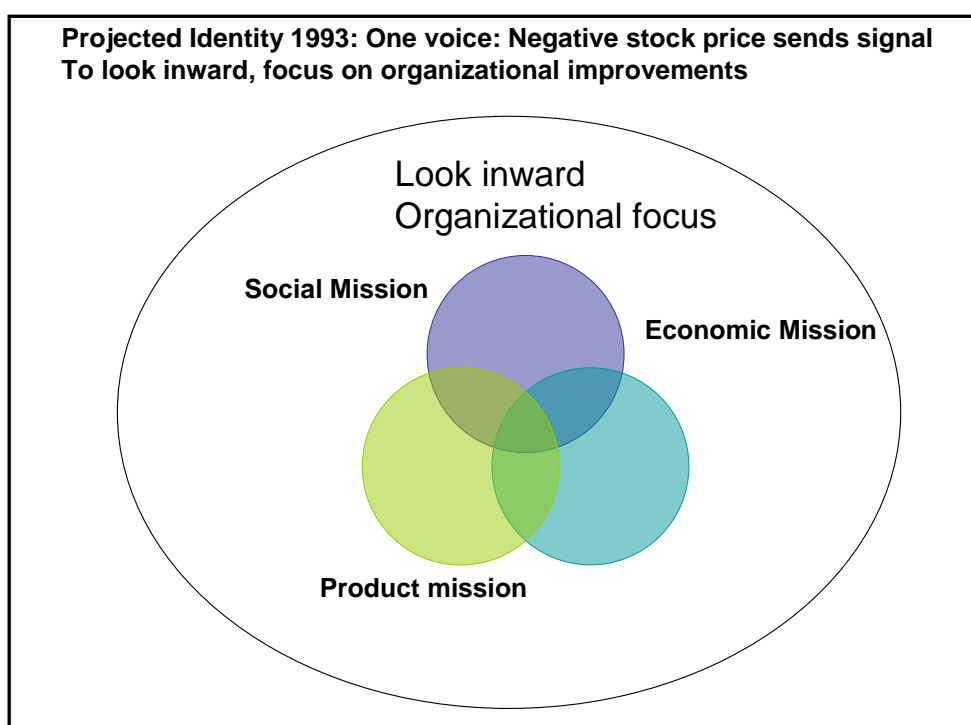 Projected Identity 1993: One voice: Negative stock price sends signal
To look inward, focus on organizational improvements
Look inward
Organizational focus
Social Mission
Economic Mission
Product mission